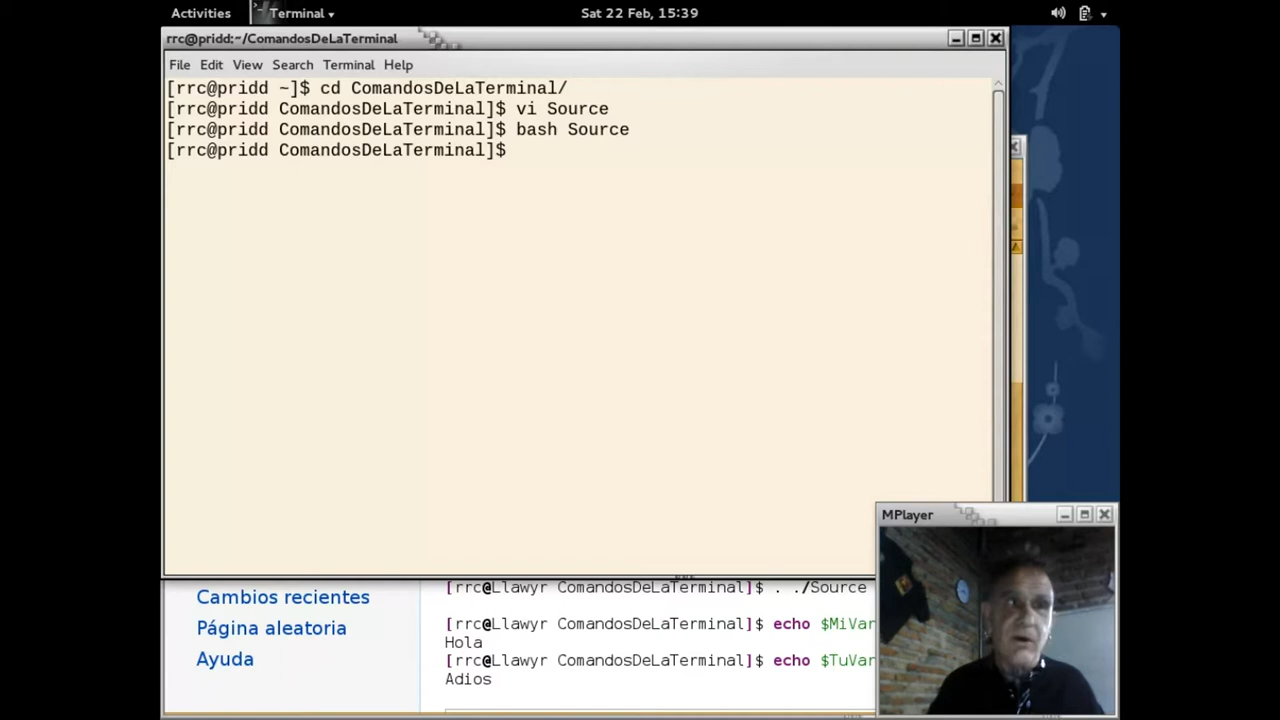 Activities Terminal Sat 22 Feb, 15:39
rrc@pridd:~/ComandosDeLaTerminal
File Edit View Search Terminal Help
[rrc@pridd ~]$ cd ComandosDeLaTerminal/
[rrc@pridd ComandosDeLaTerminal]$ vi Source
[rrc@pridd ComandosDeLaTerminal]$ bash Source
[rrc@pridd ComandosDeLaTerminal]$
MPlayer
Cambios recientes
Página aleatoria
Ayuda
[rrc@Llawyr ComandosDeLaTerminal]$ . ./Source
[rrc@Llawyr ComandosDeLaTerminal]$ echo $MiVar
Hola
[rrc@Llawyr ComandosDeLaTerminal]$ echo $TuVar
Adios